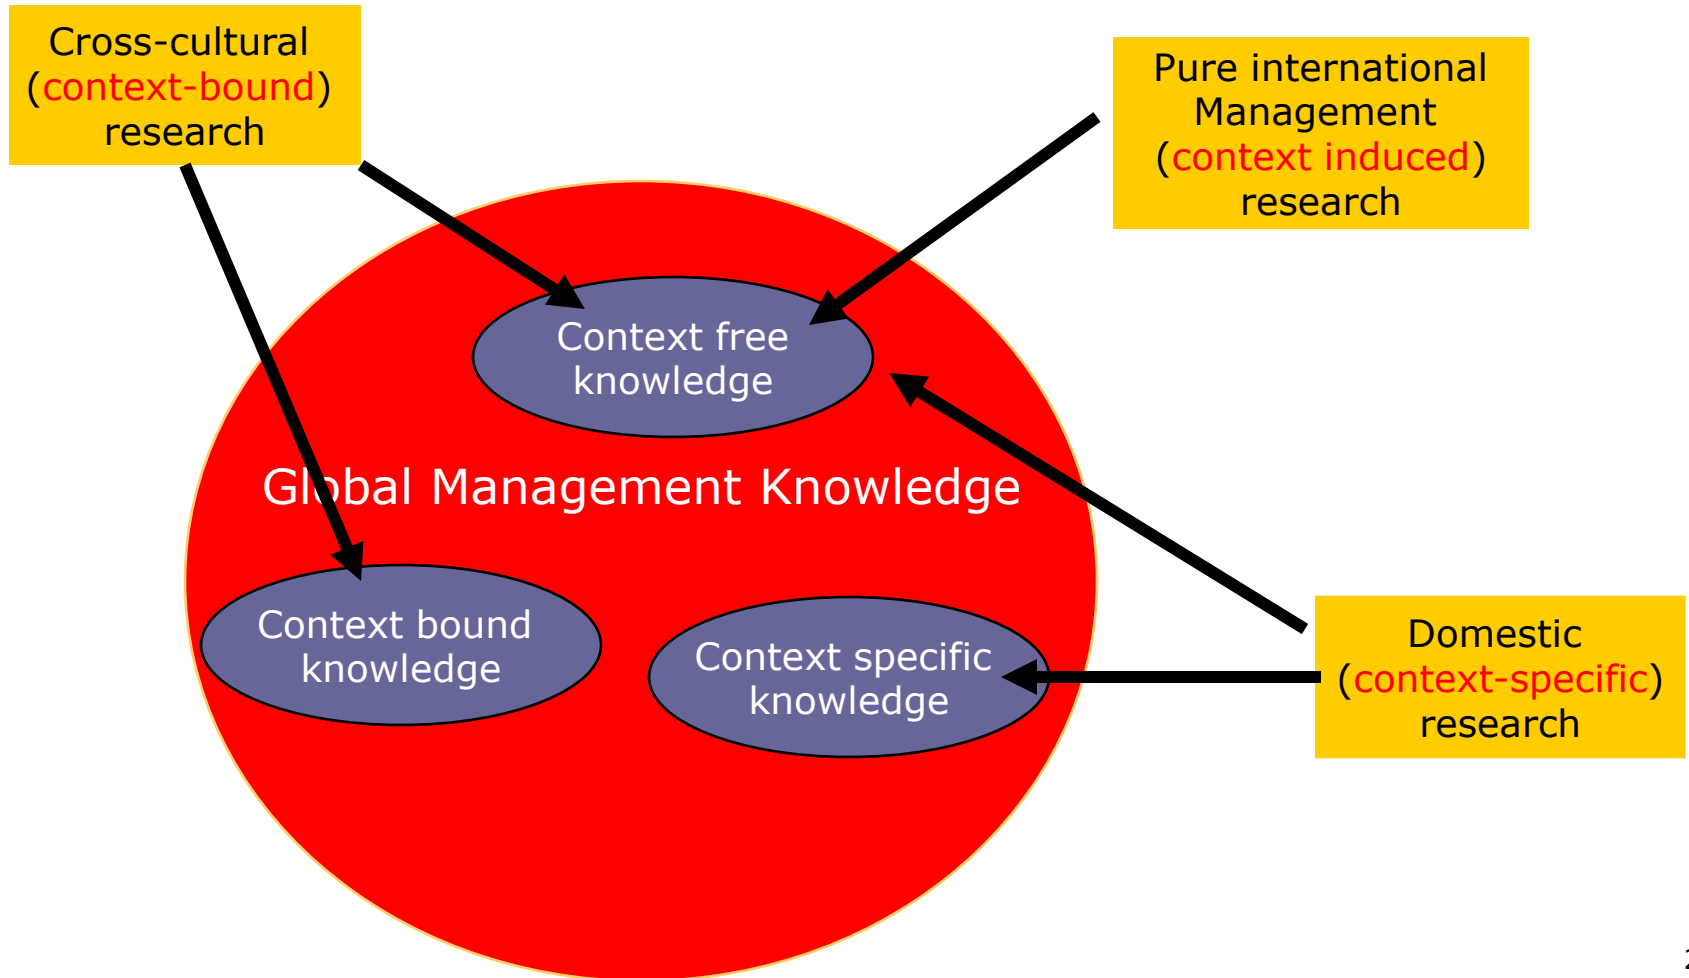 Cross-cultural
(context-bound)
research
Pure international
Management
(context induced)
research
Context free
knowledge
Global Management Knowledge
Context bound
knowledge
Context specific
knowledge
Domestic
(context-specific)
research